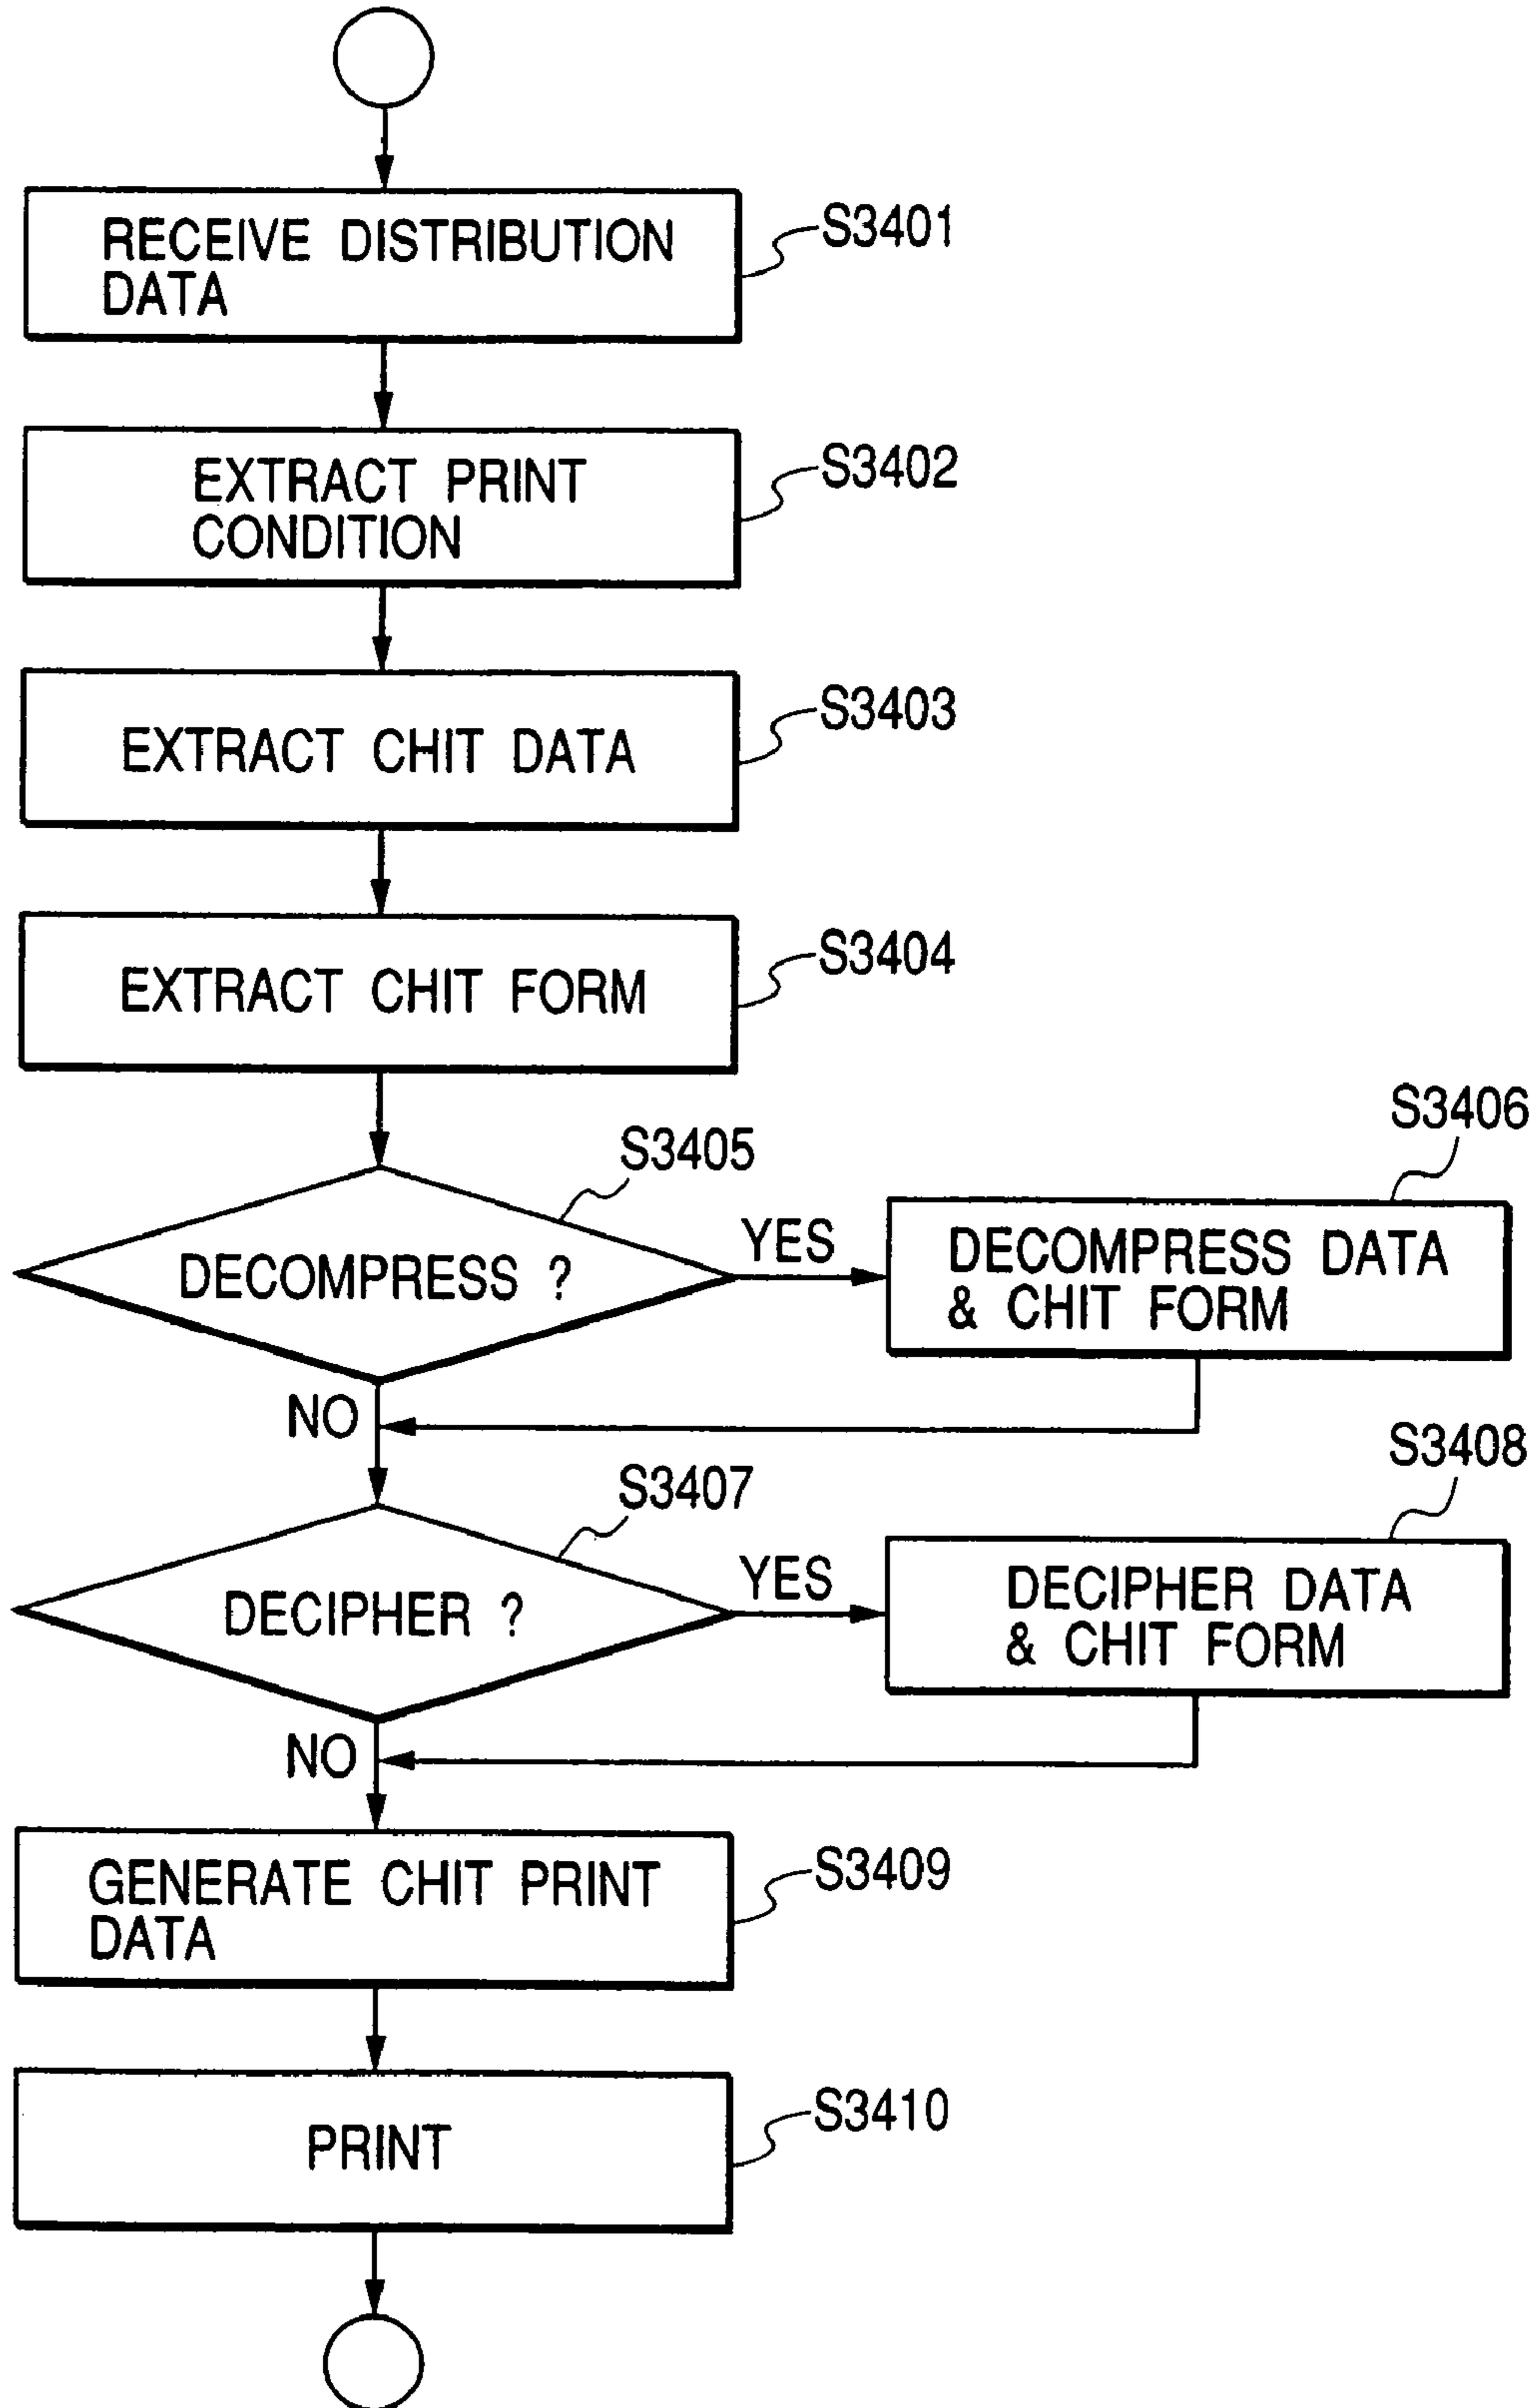 RECEIVE DISTRIBUTION
DATA
S3401
EXTRACT PRINT
CONDITION
S3402
EXTRACT CHIT DATA
S3403
EXTRACT CHIT FORM
S3404
S3405
DECOMPRESS ?
YES
S3406
DECOMPRESS DATA
& CHIT FORM
NO
S3407
DECIPHER ?
YES
S3408
DECIPHER DATA
& CHIT FORM
NO
GENERATE CHIT PRINT
DATA
S3409
PRINT
S3410